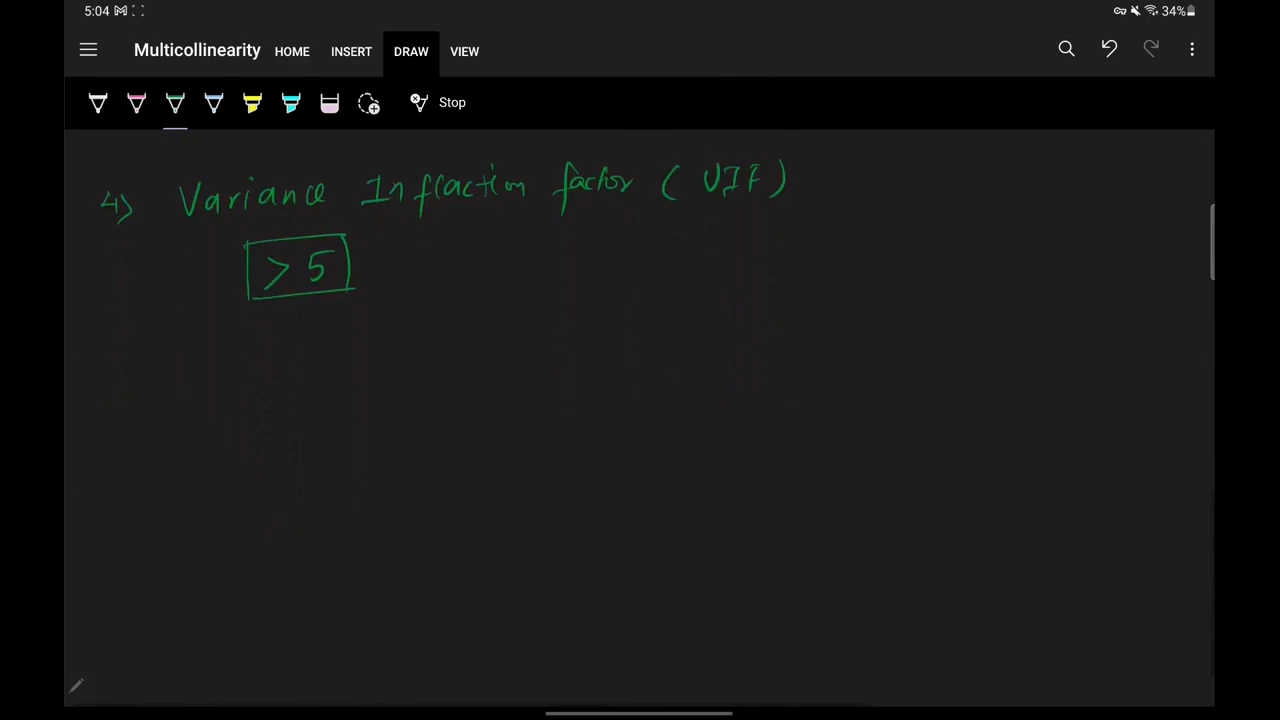 5:04
34%
Multicollinearity HOME INSERT DRAW VIEW
Stop
4) Variance Inflaction factor ( VIF )
> 5